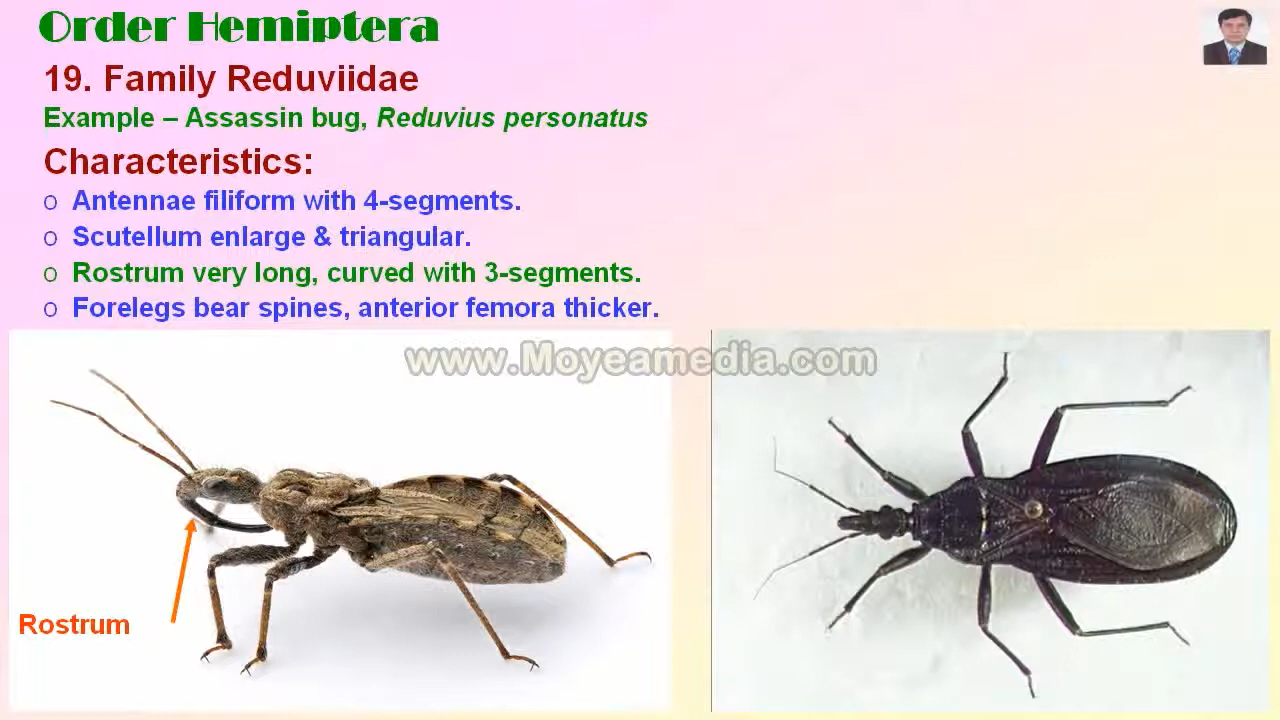 Order Hemiptera
19. Family Reduviidae
Example – Assassin bug, Reduvius personatus
Characteristics:
o Antennae filiform with 4-segments.
o Scutellum enlarge & triangular.
o Rostrum very long, curved with 3-segments.
o Forelegs bear spines, anterior femora thicker.
www.Moyeamedia.com
Rostrum